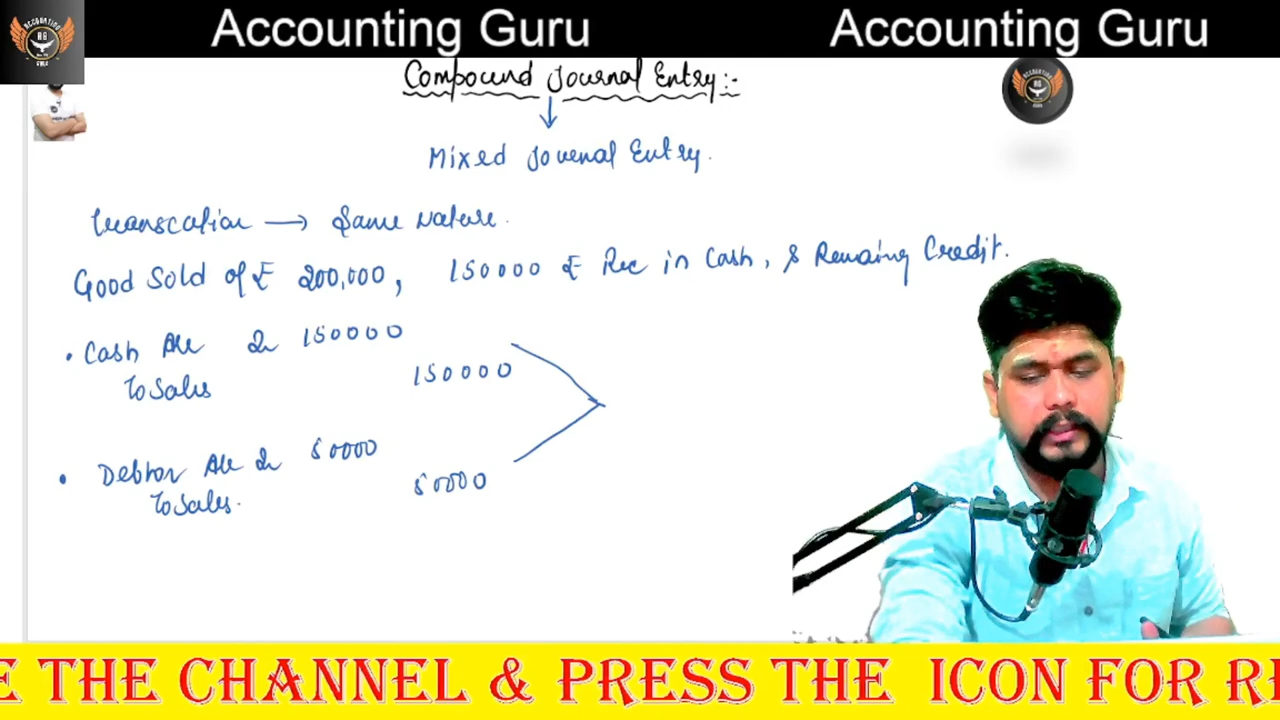 Accounting Guru Accounting Guru
Compound Journal Entry:-
Mixed Journal Entry.
transcation → Same Nature.
Good Sold of ₹ 200,000, 150000 ₹ Rec in Cash, & Remaing Credit.
• Cash A/c Dr 150000
To Sales 150000
• Debtor A/c Dr 50000
To Sales. 50000
E THE CHANNEL & PRESS THE ICON FOR RE